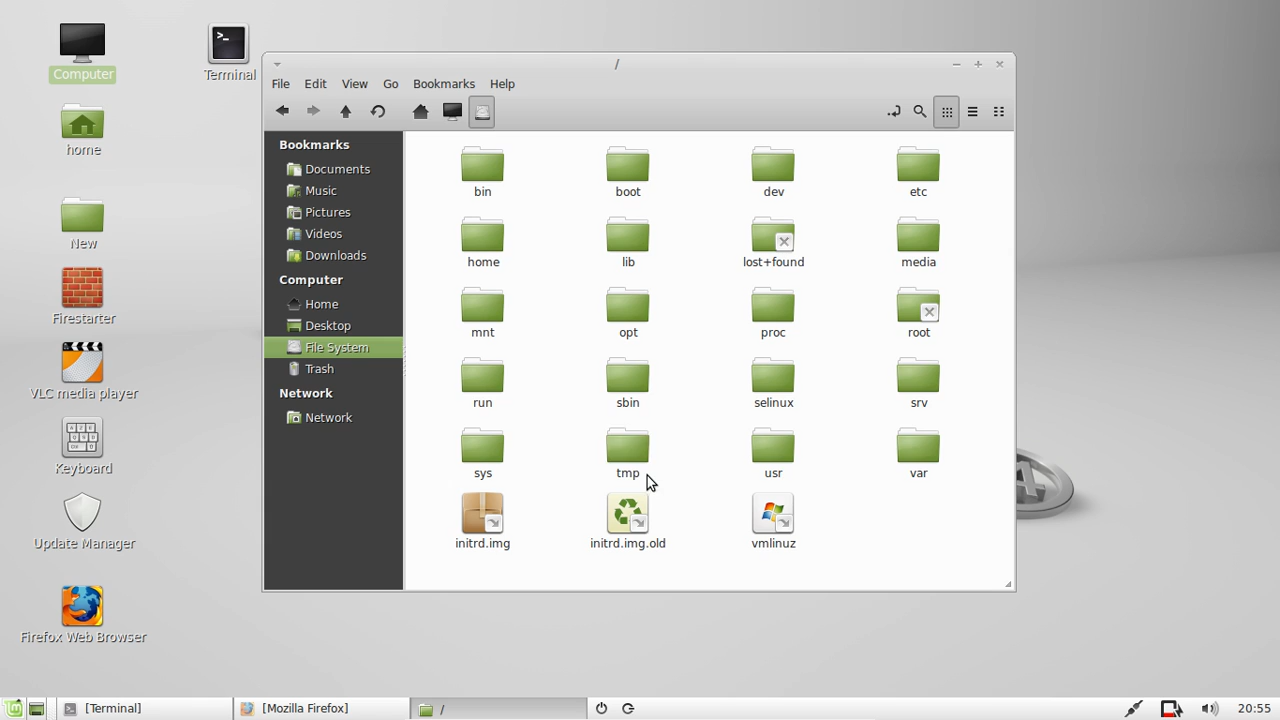 Computer
Terminal
home
New
Firestarter
VLC media player
Keyboard
Update Manager
Firefox Web Browser
/
File Edit View Go Bookmarks Help
Bookmarks
Documents
Music
Pictures
Videos
Downloads
Computer
Home
Desktop
File System
Trash
Network
Network
bin boot dev etc
home lib lost+found media
mnt opt proc root
run sbin selinux srv
sys tmp usr var
initrd.img initrd.img.old vmlinuz
[Terminal] [Mozilla Firefox] / 20:55